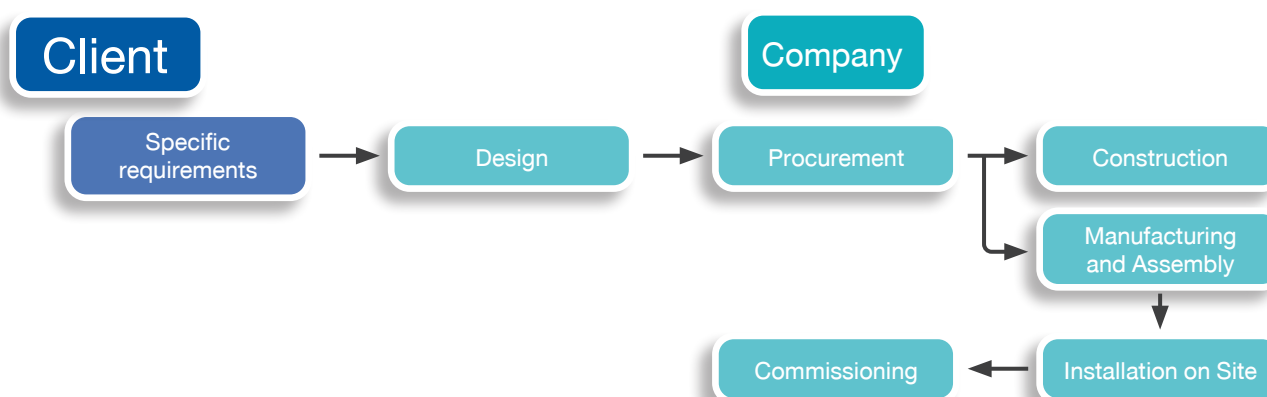 Client
Company
Specific
requirements
Design
Procurement
Construction
Manufacturing
and Assembly
Commissioning
Installation on Site